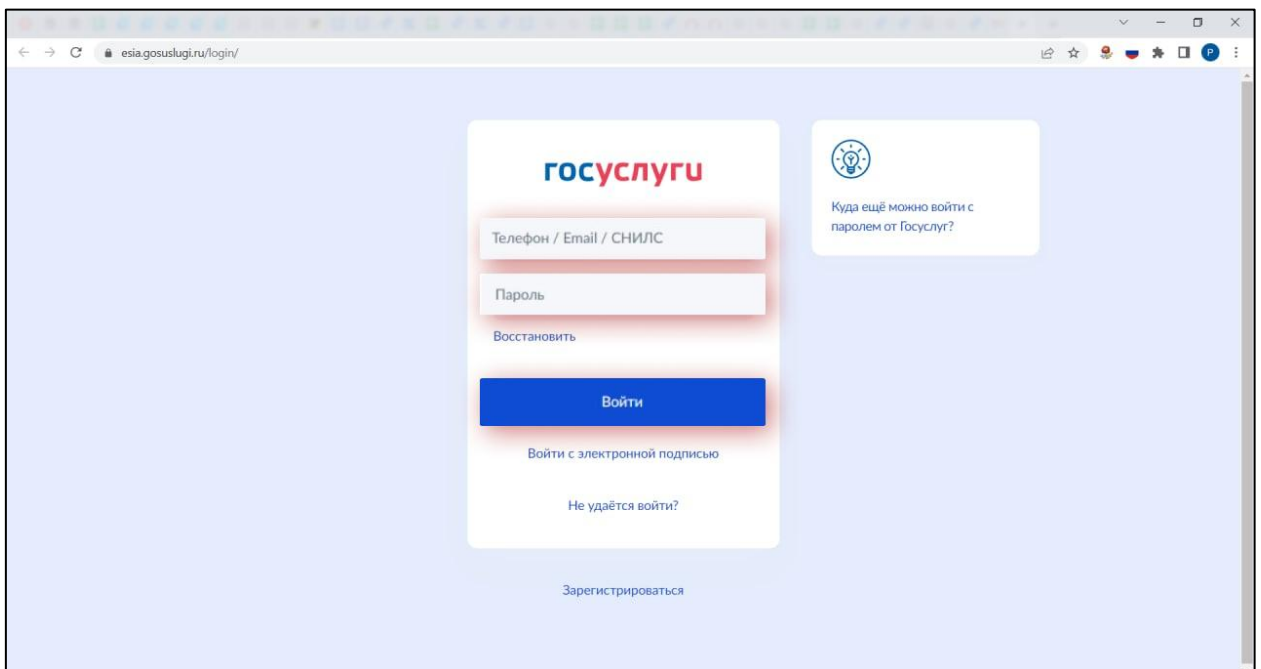 esia.gosuslugi.ru/login/
P
госуслуги
Телефон / Email / СНИЛС
Пароль
Восстановить
Войти
Войти с электронной подписью
Не удаётся войти?
Зарегистрироваться
Куда ещё можно войти с
паролем от Госуслуг?